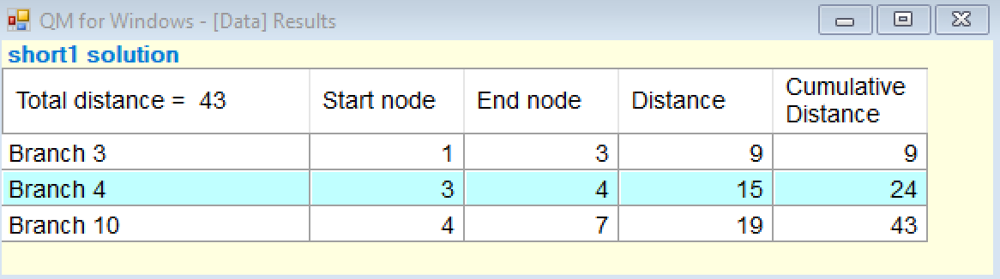 QM for Windows - [Data] Results
short1 solution
Total distance = 43 Start node End node Distance Cumulative Distance
Branch 3 1 3 9 9
Branch 4 3 4 15 24
Branch 10 4 7 19 43